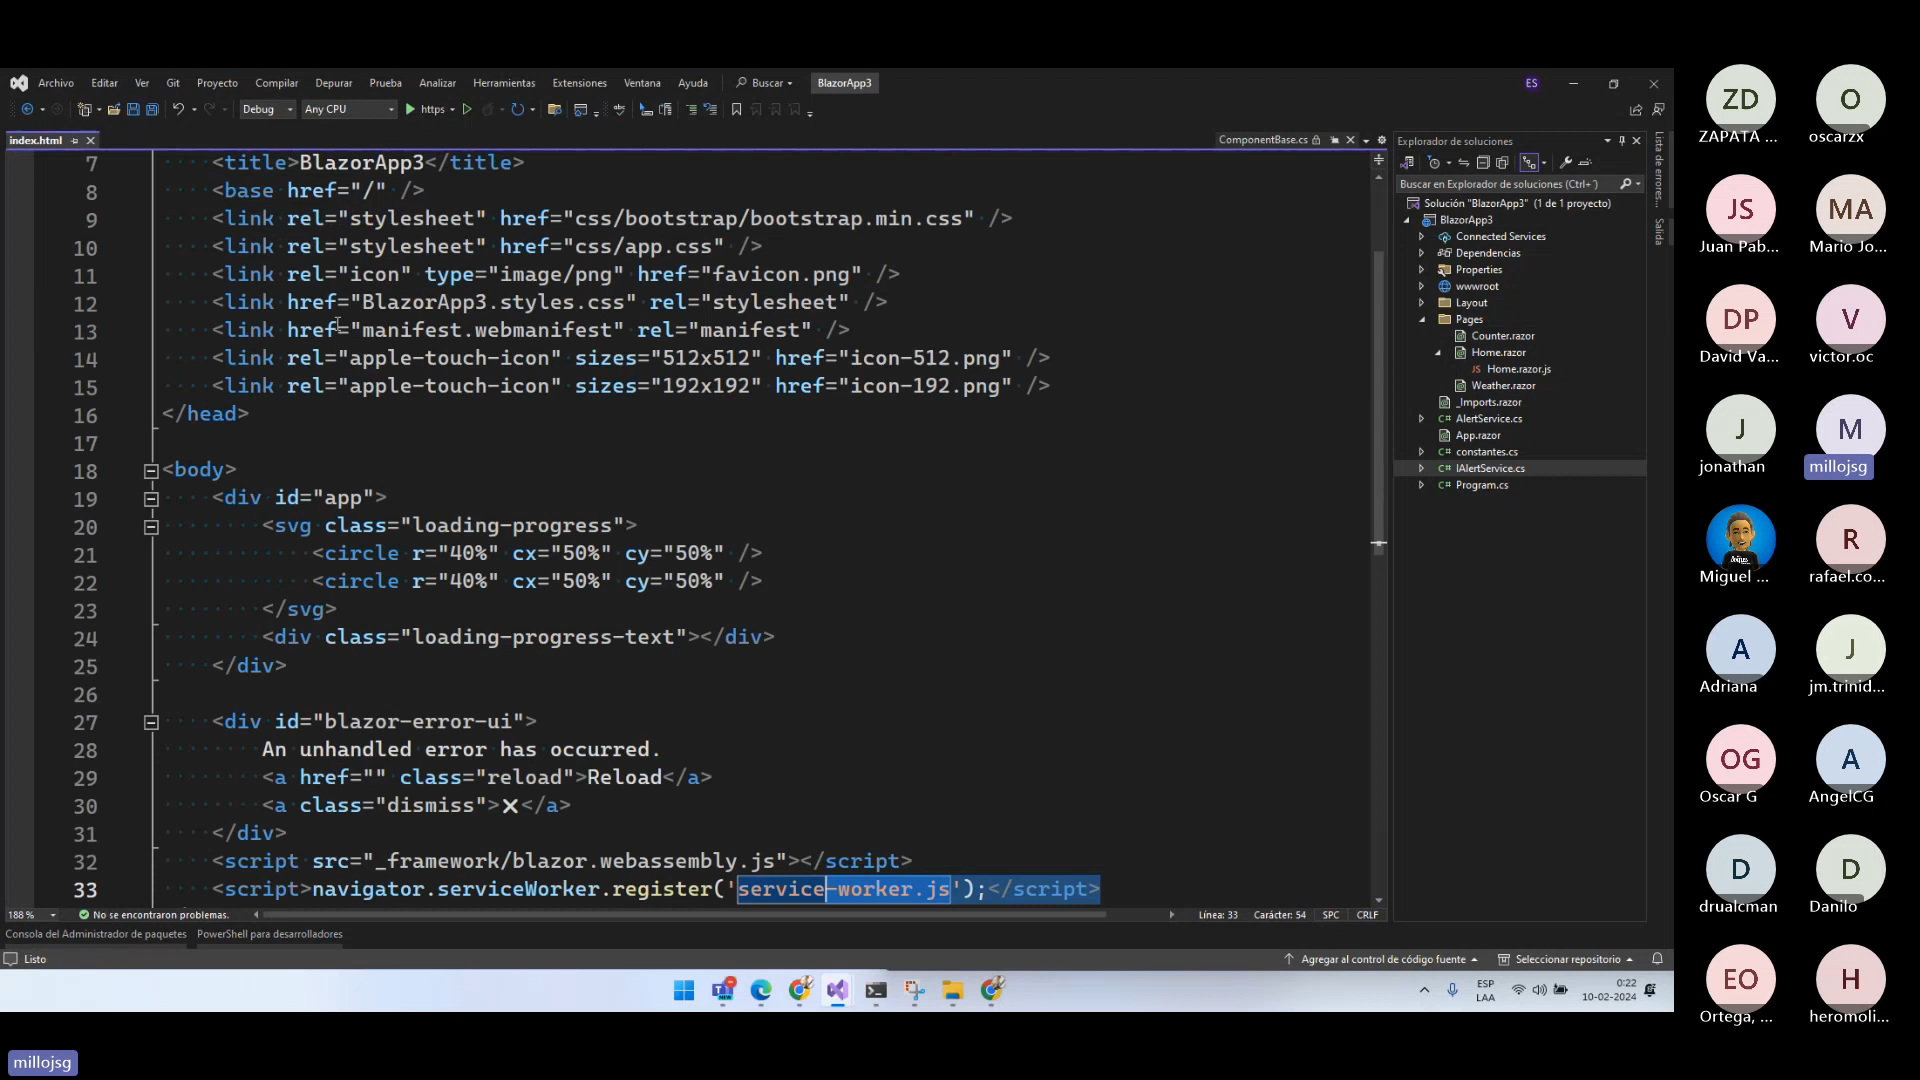 Archivo Editar Ver Git Proyecto Compilar Depurar Prueba Analizar Herramientas Extensiones Ventana Ayuda Buscar BlazorApp3 ES
Debug Any CPU https
index.html ComponentBase.cs
7 <title>BlazorApp3</title>
8 <base href="/" />
9 <link rel="stylesheet" href="css/bootstrap/bootstrap.min.css" />
10 <link rel="stylesheet" href="css/app.css" />
11 <link rel="icon" type="image/png" href="favicon.png" />
12 <link href="BlazorApp3.styles.css" rel="stylesheet" />
13 <link href="manifest.webmanifest" rel="manifest" />
14 <link rel="apple-touch-icon" sizes="512x512" href="icon-512.png" />
15 <link rel="apple-touch-icon" sizes="192x192" href="icon-192.png" />
16 </head>
17
18 <body>
19 <div id="app">
20 <svg class="loading-progress">
21 <circle r="40%" cx="50%" cy="50%" />
22 <circle r="40%" cx="50%" cy="50%" />
23 </svg>
24 <div class="loading-progress-text"></div>
25 </div>
26
27 <div id="blazor-error-ui">
28 An unhandled error has occurred.
29 <a href="" class="reload">Reload</a>
30 <a class="dismiss">🗙</a>
31 </div>
32 <script src="_framework/blazor.webassembly.js"></script>
33 <script>navigator.serviceWorker.register('service-worker.js');</script>
188 % No se encontraron problemas. Línea: 33 Carácter: 54 SPC CRLF
Consola del Administrador de paquetes PowerShell para desarrolladores
Listo Agregar al control de código fuente Seleccionar repositorio
Explorador de soluciones
Buscar en Explorador de soluciones (Ctrl+')
Solución "BlazorApp3" (1 de 1 proyecto)
BlazorApp3
Connected Services
Dependencias
Properties
wwwroot
Layout
Pages
Counter.razor
Home.razor
JS Home.razor.js
Weather.razor
_Imports.razor
C# AlertService.cs
App.razor
C# constantes.cs
C# IAlertService.cs
C# Program.cs
Lista de errores...
Salida
ESP
LAA
0:22
10-02-2024
ZD
ZAPATA ...
O
oscarzx
JS
Juan Pab...
MA
Mario Jo...
DP
David Va...
V
victor.oc
J
jonathan
M
millojsg
Miguel ...
R
rafael.co...
A
Adriana
J
jm.trinid...
OG
Oscar G
A
AngelCG
D
drualcman
D
Danilo
EO
Ortega, ...
H
heromoli...
millojsg